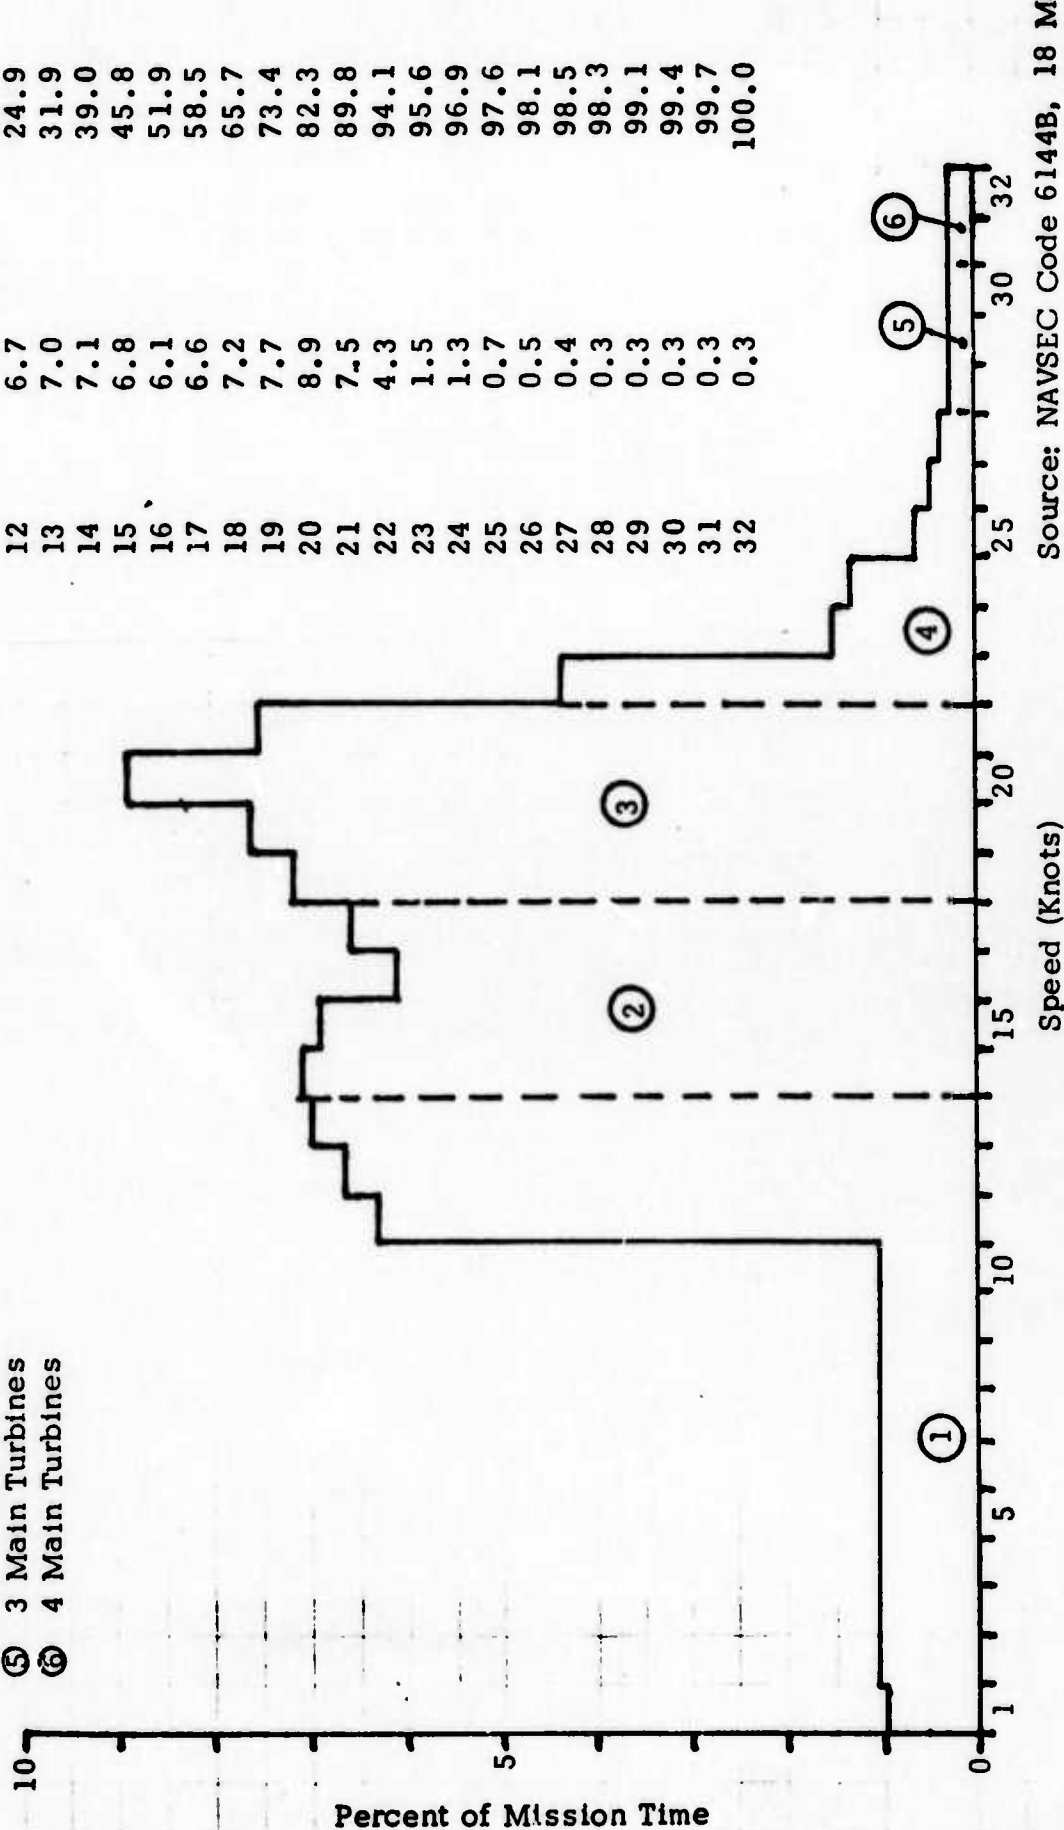 ⑤ 3 Main Turbines
⑥ 4 Main Turbines
12 6.7 24.9
13 7.0 31.9
14 7.1 39.0
15 6.8 45.8
16 6.1 51.9
17 6.6 58.5
18 7.2 65.7
19 7.7 73.4
20 8.9 82.3
21 7.5 89.8
22 4.3 94.1
23 1.5 95.6
24 1.3 96.9
25 0.7 97.6
26 0.5 98.1
27 0.4 98.5
28 0.3 98.3
29 0.3 99.1
30 0.3 99.4
31 0.3 99.7
32 0.3 100.0
10
5
0
Percent of Mission Time
① ② ③ ④ ⑤ ⑥
1 5 10 15 20 25 30 32
Speed (Knots)
Source: NAVSEC Code 6144B, 18 M